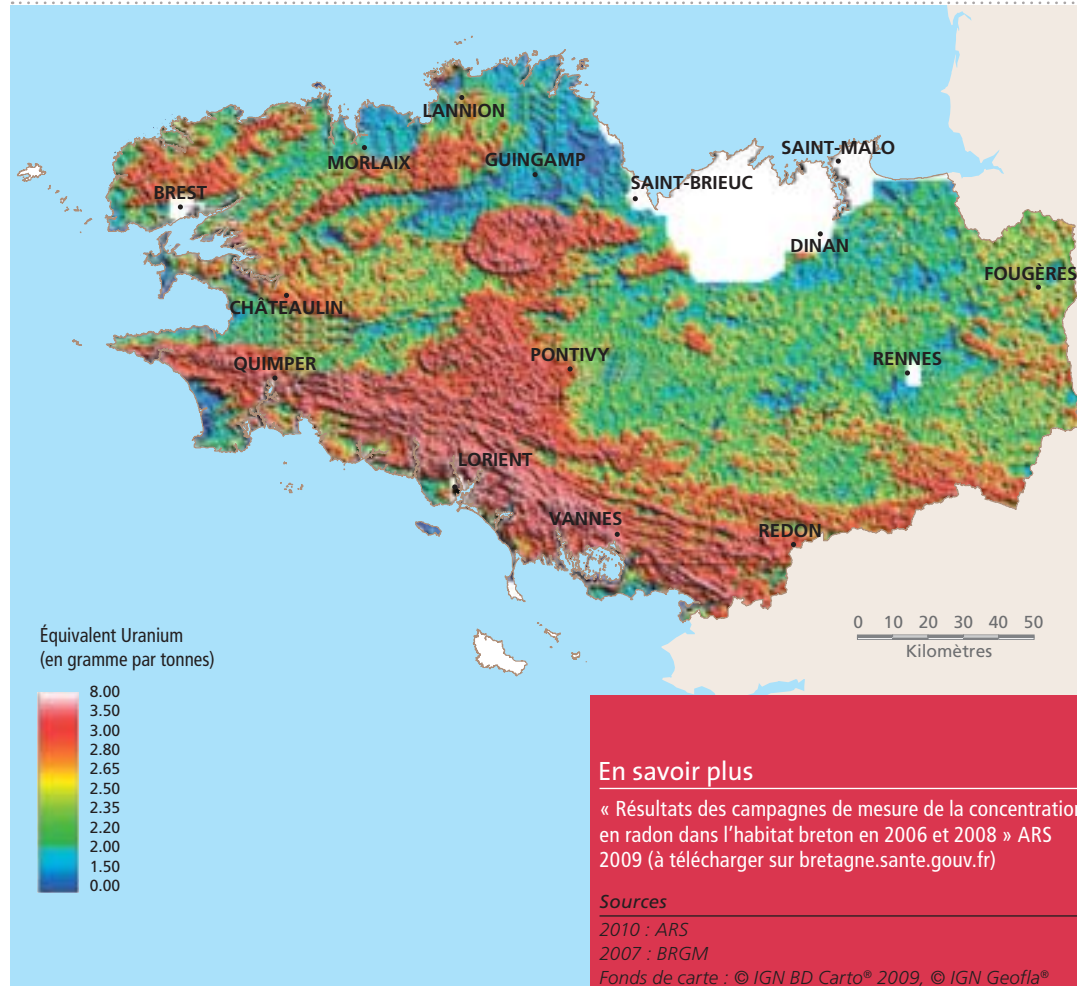 LANNION
MORLAIX
GUINGAMP
SAINT-MALO
BREST
SAINT-BRIEUC
DINAN
FOUGÈRES
CHÂTEAULIN
QUIMPER
PONTIVY
RENNES
LORIENT
VANNES
REDON
0 10 20 30 40 50
Kilomètres
Équivalent Uranium
(en gramme par tonnes)
8.00
3.50
3.00
2.80
2.65
2.50
2.35
2.20
2.00
1.50
0.00
En savoir plus
« Résultats des campagnes de mesure de la concentration
en radon dans l'habitat breton en 2006 et 2008 » ARS
2009 (à télécharger sur bretagne.sante.gouv.fr)
Sources
2010 : ARS
2007 : BRGM
Fonds de carte : © IGN BD Carto® 2009, © IGN Geofla®